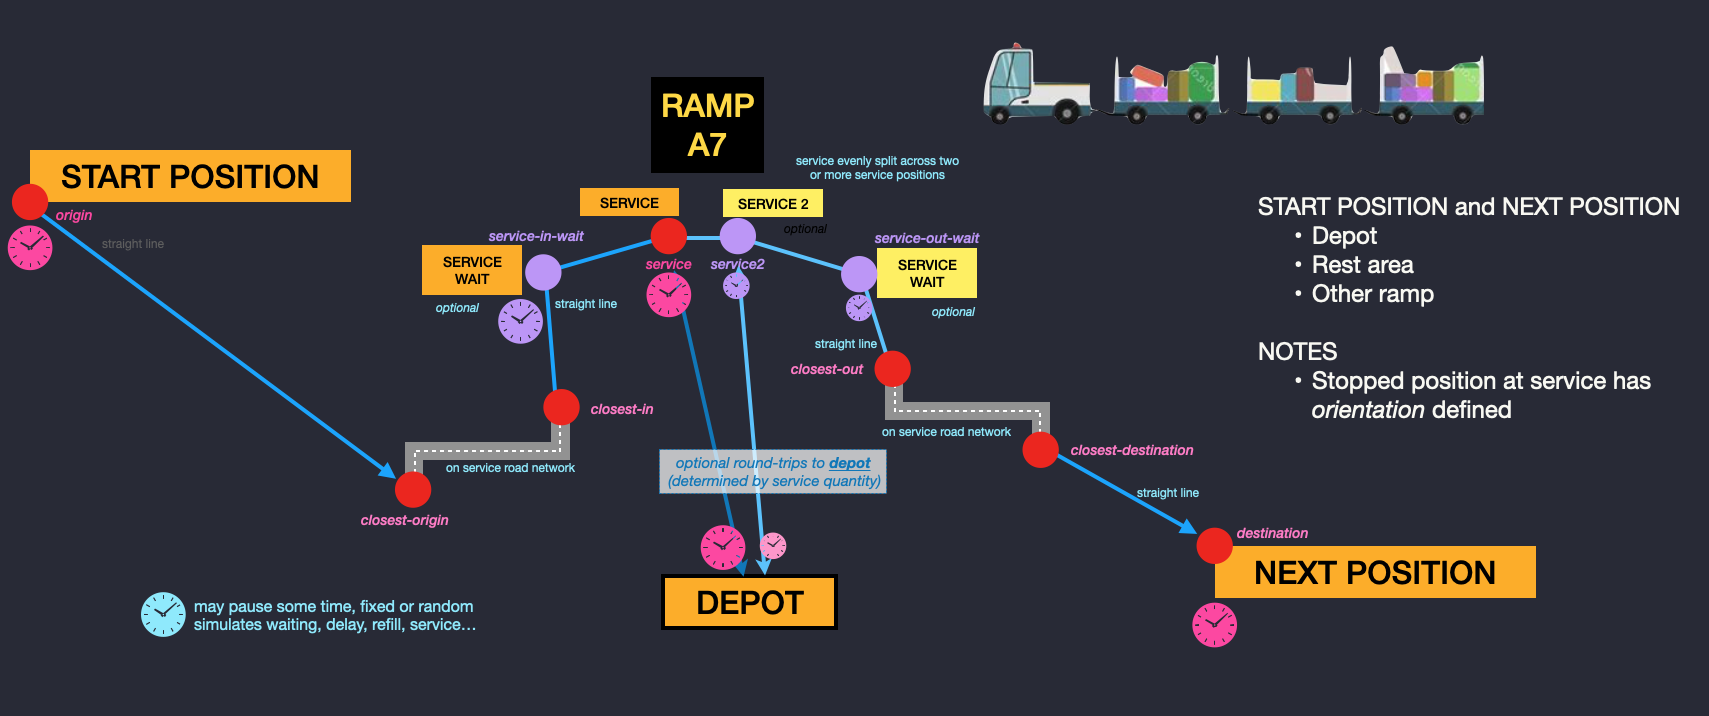 RAMP
A7
service evenly split across two
or more service positions
START POSITION
origin
straight line
SERVICE
SERVICE 2
optional
service-in-wait
service-out-wait
SERVICE
WAIT
optional
service
service2
SERVICE
WAIT
optional
straight line
straight line
closest-out
closest-in
on service road network
on service road network
closest-origin
optional round-trips to depot
(determined by service quantity)
closest-destination
straight line
destination
DEPOT
NEXT POSITION
START POSITION and NEXT POSITION
• Depot
• Rest area
• Other ramp
NOTES
• Stopped position at service has
orientation defined
may pause some time, fixed or random
simulates waiting, delay, refill, service…